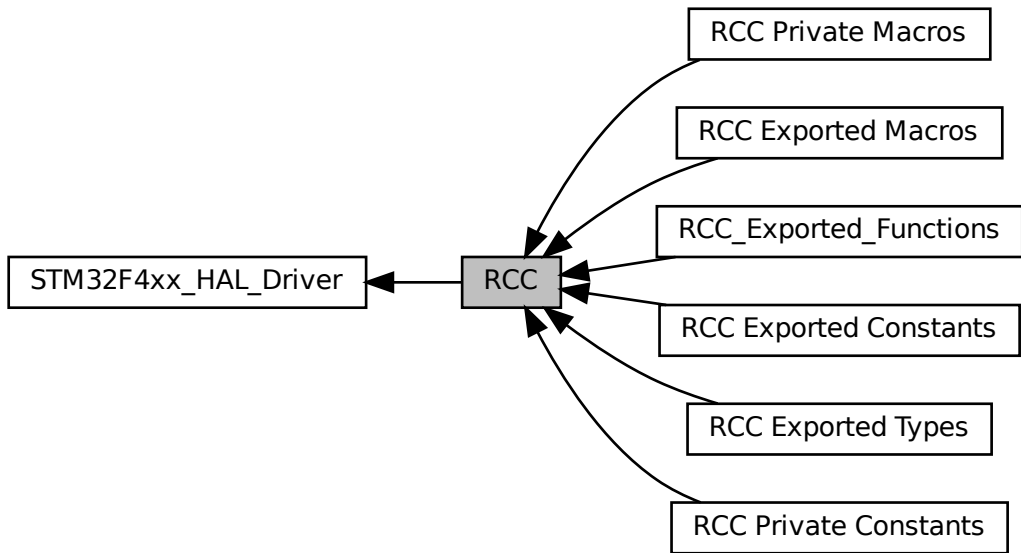 RCC Private Macros
RCC Exported Macros
RCC_Exported_Functions
STM32F4xx_HAL_Driver
RCC
RCC Exported Constants
RCC Exported Types
RCC Private Constants